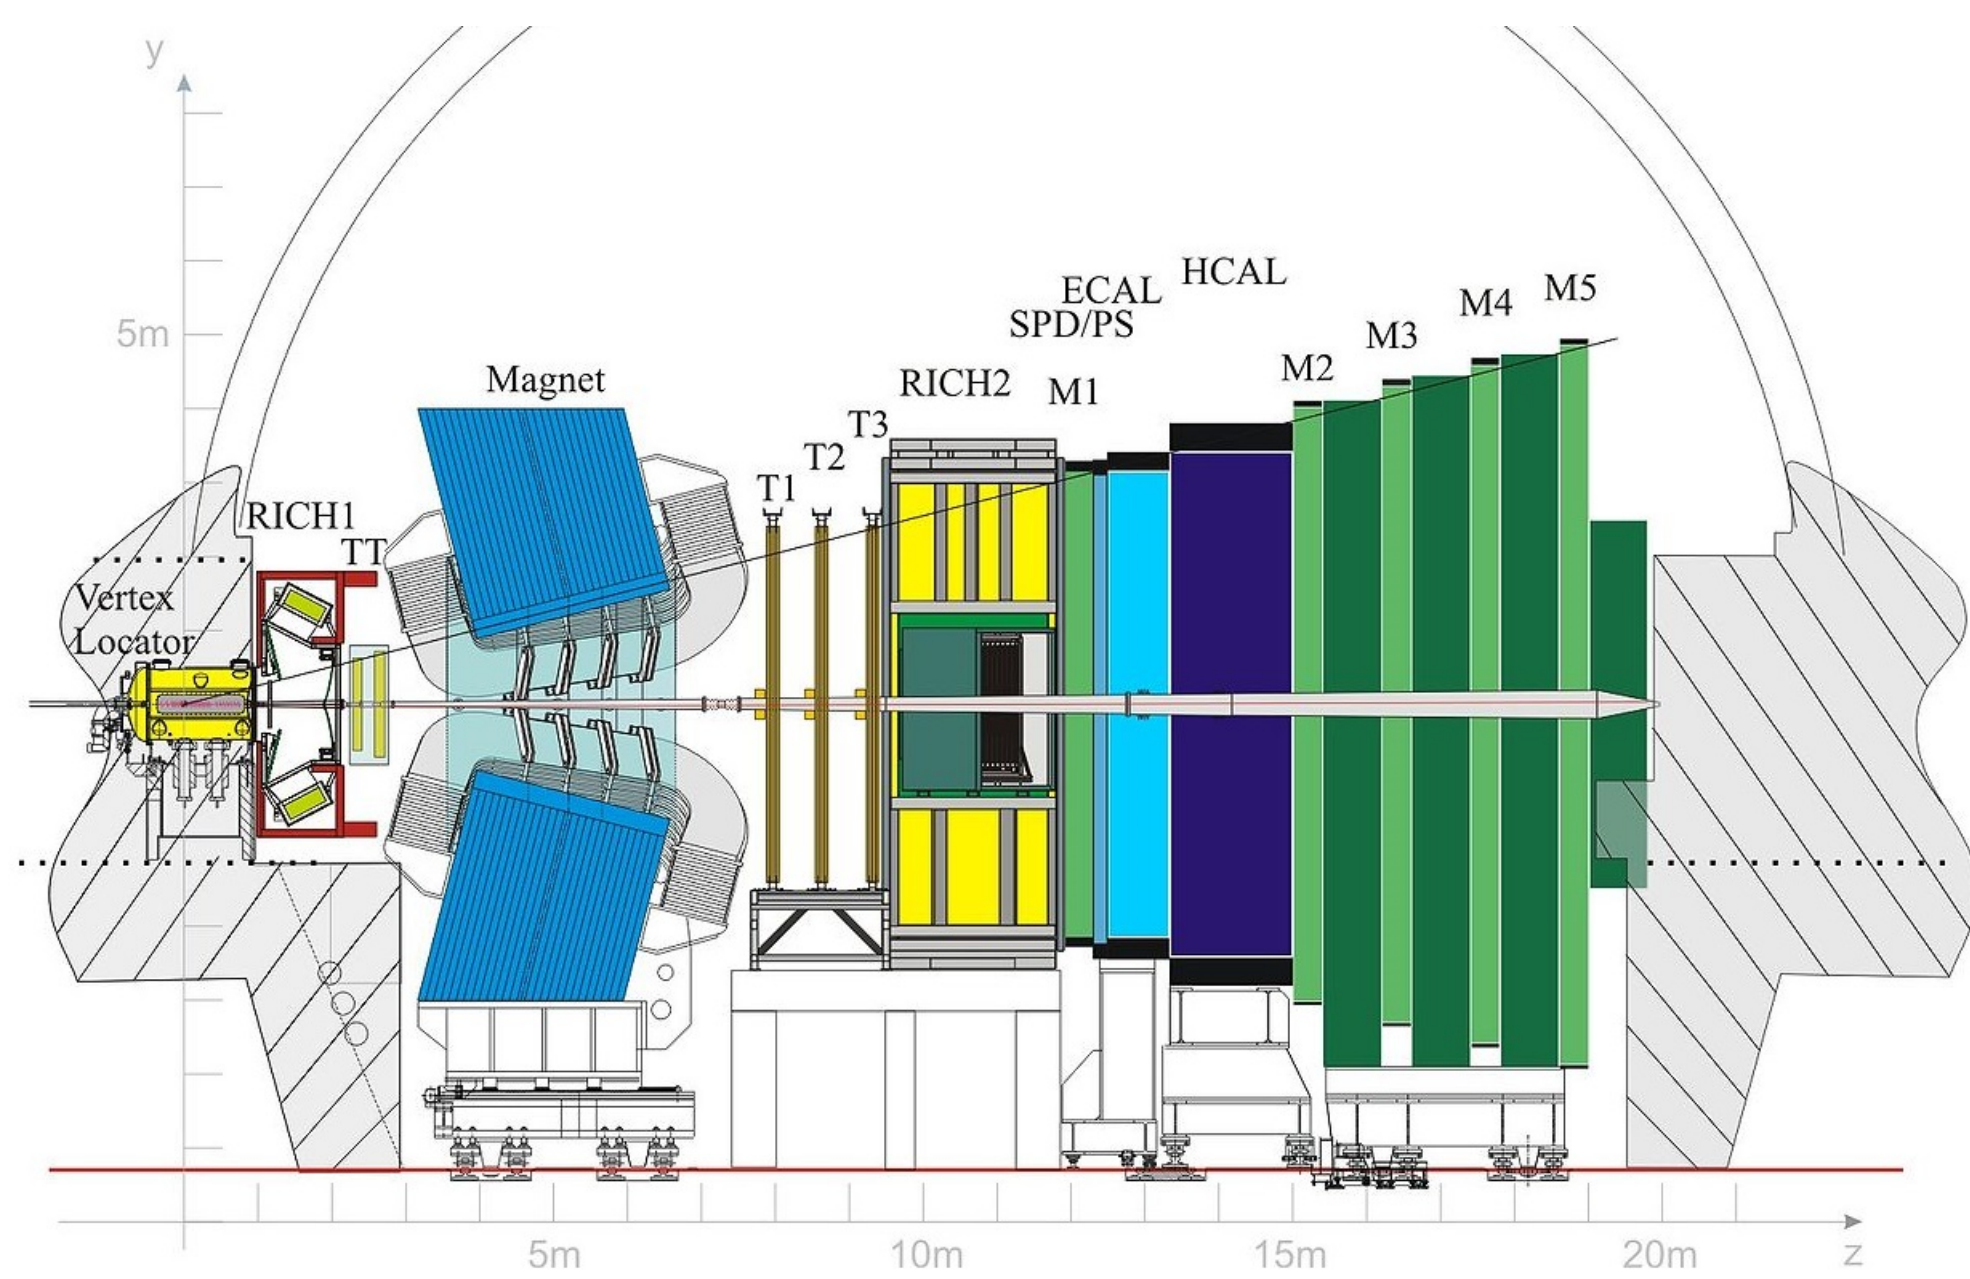 y
5m
HCAL
ECAL
SPD/PS
M5
M4
M3
M2
M1
Magnet
RICH2
T3
T2
T1
RICH1
TT
Vertex
Locator
5m
10m
15m
20m
z